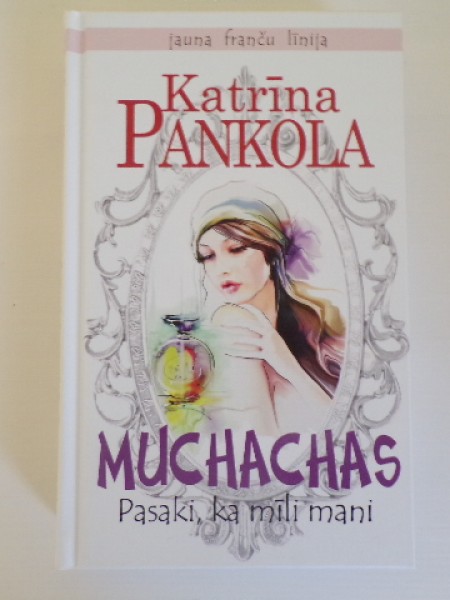 jauna franču līnija
Katrīna
PANKOLA
MUCHACHAS
Pasaki, ka mīli mani